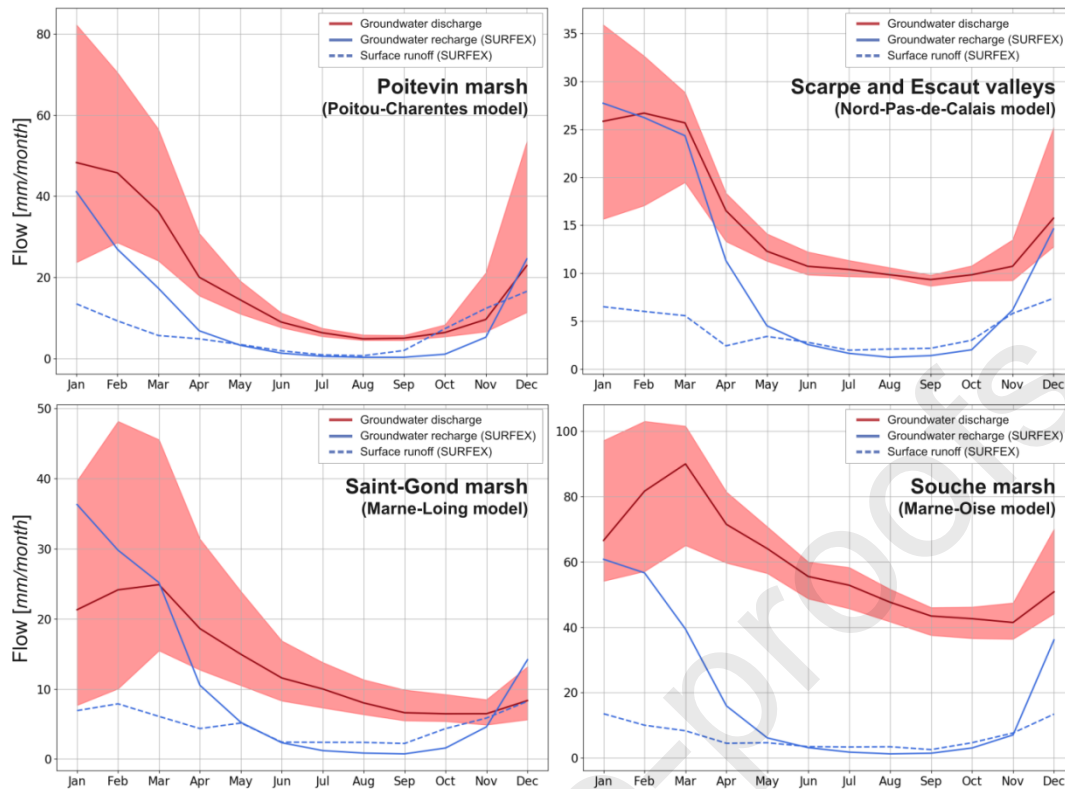 Groundwater discharge
Groundwater recharge (SURFEX)
Surface runoff (SURFEX)
Poitevin marsh
(Poitou-Charentes model)
Flow [mm/month]
80
60
40
20
0
Jan Feb Mar Apr May Jun Jul Aug Sep Oct Nov Dec
Groundwater discharge
Groundwater recharge (SURFEX)
Surface runoff (SURFEX)
Scarpe and Escaut valleys
(Nord-Pas-de-Calais model)
35
30
25
20
15
10
5
0
Jan Feb Mar Apr May Jun Jul Aug Sep Oct Nov Dec
Groundwater discharge
Groundwater recharge (SURFEX)
Surface runoff (SURFEX)
Saint-Gond marsh
(Marne-Loing model)
Flow [mm/month]
50
40
30
20
10
0
Jan Feb Mar Apr May Jun Jul Aug Sep Oct Nov Dec
Groundwater discharge
Groundwater recharge (SURFEX)
Surface runoff (SURFEX)
Souche marsh
(Marne-Oise model)
100
80
60
40
20
0
Jan Feb Mar Apr May Jun Jul Aug Sep Oct Nov Dec
e-proofs